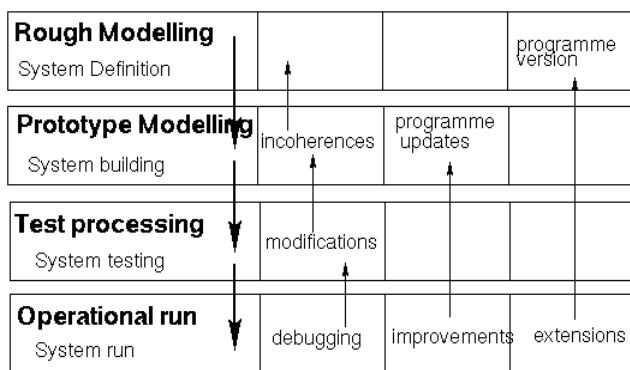 Rough Modelling
System Definition
programme
version
Prototype Modelling
System building
incoherences
programme
updates
Test processing
System testing
modifications
Operational run
System run
debugging
improvements
extensions